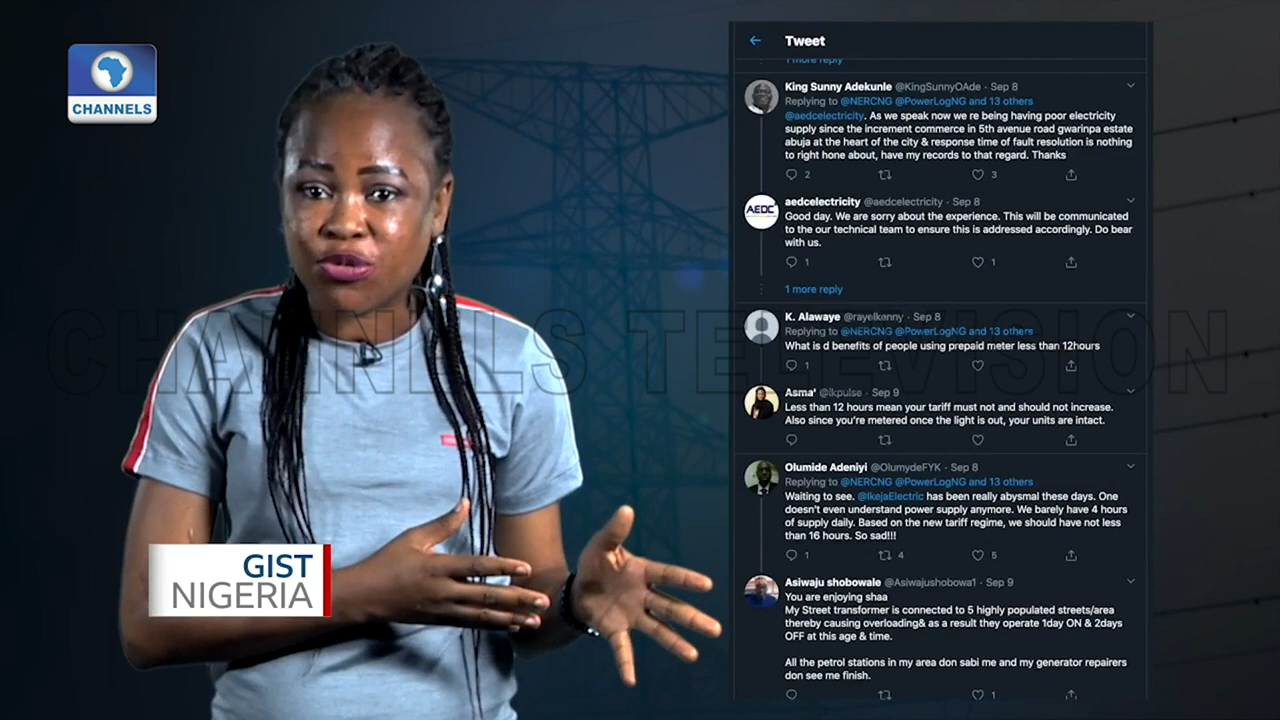 CHANNELS
CHANNELS TELEVISION
GIST
NIGERIA
Tweet
1 more reply
King Sunny Adekunle @KingSunnyOAde · Sep 8
Replying to @NERCNG @PowerLogNG and 13 others
@aedcelectricity. As we speak now we re being having poor electricity
supply since the increment commerce in 5th avenue road gwarinpa estate
abuja at the heart of the city & response time of fault resolution is nothing
to right hone about, have my records to that regard. Thanks
2 3
AEDC
aedcelectricity @aedcelectricity · Sep 8
Good day. We are sorry about the experience. This will be communicated
to the our technical team to ensure this is addressed accordingly. Do bear
with us.
1 1
1 more reply
K. Alawaye @rayelkanny · Sep 8
Replying to @NERCNG @PowerLogNG and 13 others
What is d benefits of people using prepaid meter less than 12hours
1
Asma' @ikpulse · Sep 9
Less than 12 hours mean your tariff must not and should not increase.
Also since you're metered once the light is out, your units are intact.
Olumide Adeniyi @OlumydeFYK · Sep 8
Replying to @NERCNG @PowerLogNG and 13 others
Waiting to see. @IkejaElectric has been really abysmal these days. One
doesn't even understand power supply anymore. We barely have 4 hours
of supply daily. Based on the new tariff regime, we should have not less
than 16 hours. So sad!!!
1 4 5
Asiwaju shobowale @Asiwajushobowa1 · Sep 9
You are enjoying shaa
My Street transformer is connected to 5 highly populated streets/area
thereby causing overloading& as a result they operate 1day ON & 2days
OFF at this age & time.
All the petrol stations in my area don sabi me and my generator repairers
don see me finish.
1